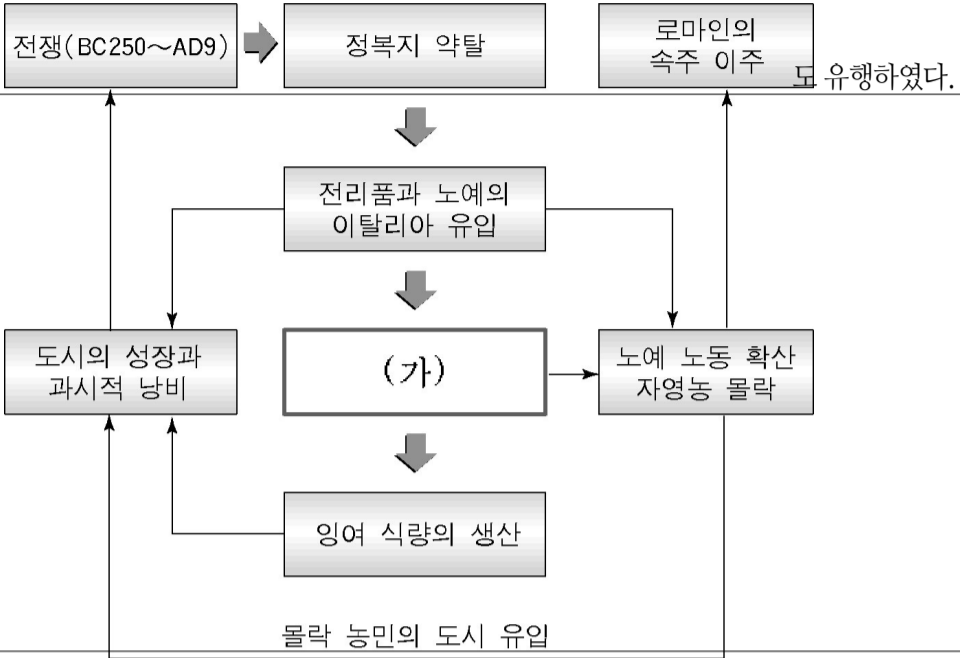 전쟁(BC250~AD9)
정복지 약탈
로마인의
속주 이주
도 유행하였다.
전리품과 노예의
이탈리아 유입
도시의 성장과
과시적 낭비
(가)
노예 노동 확산
자영농 몰락
잉여 식량의 생산
몰락 농민의 도시 유입